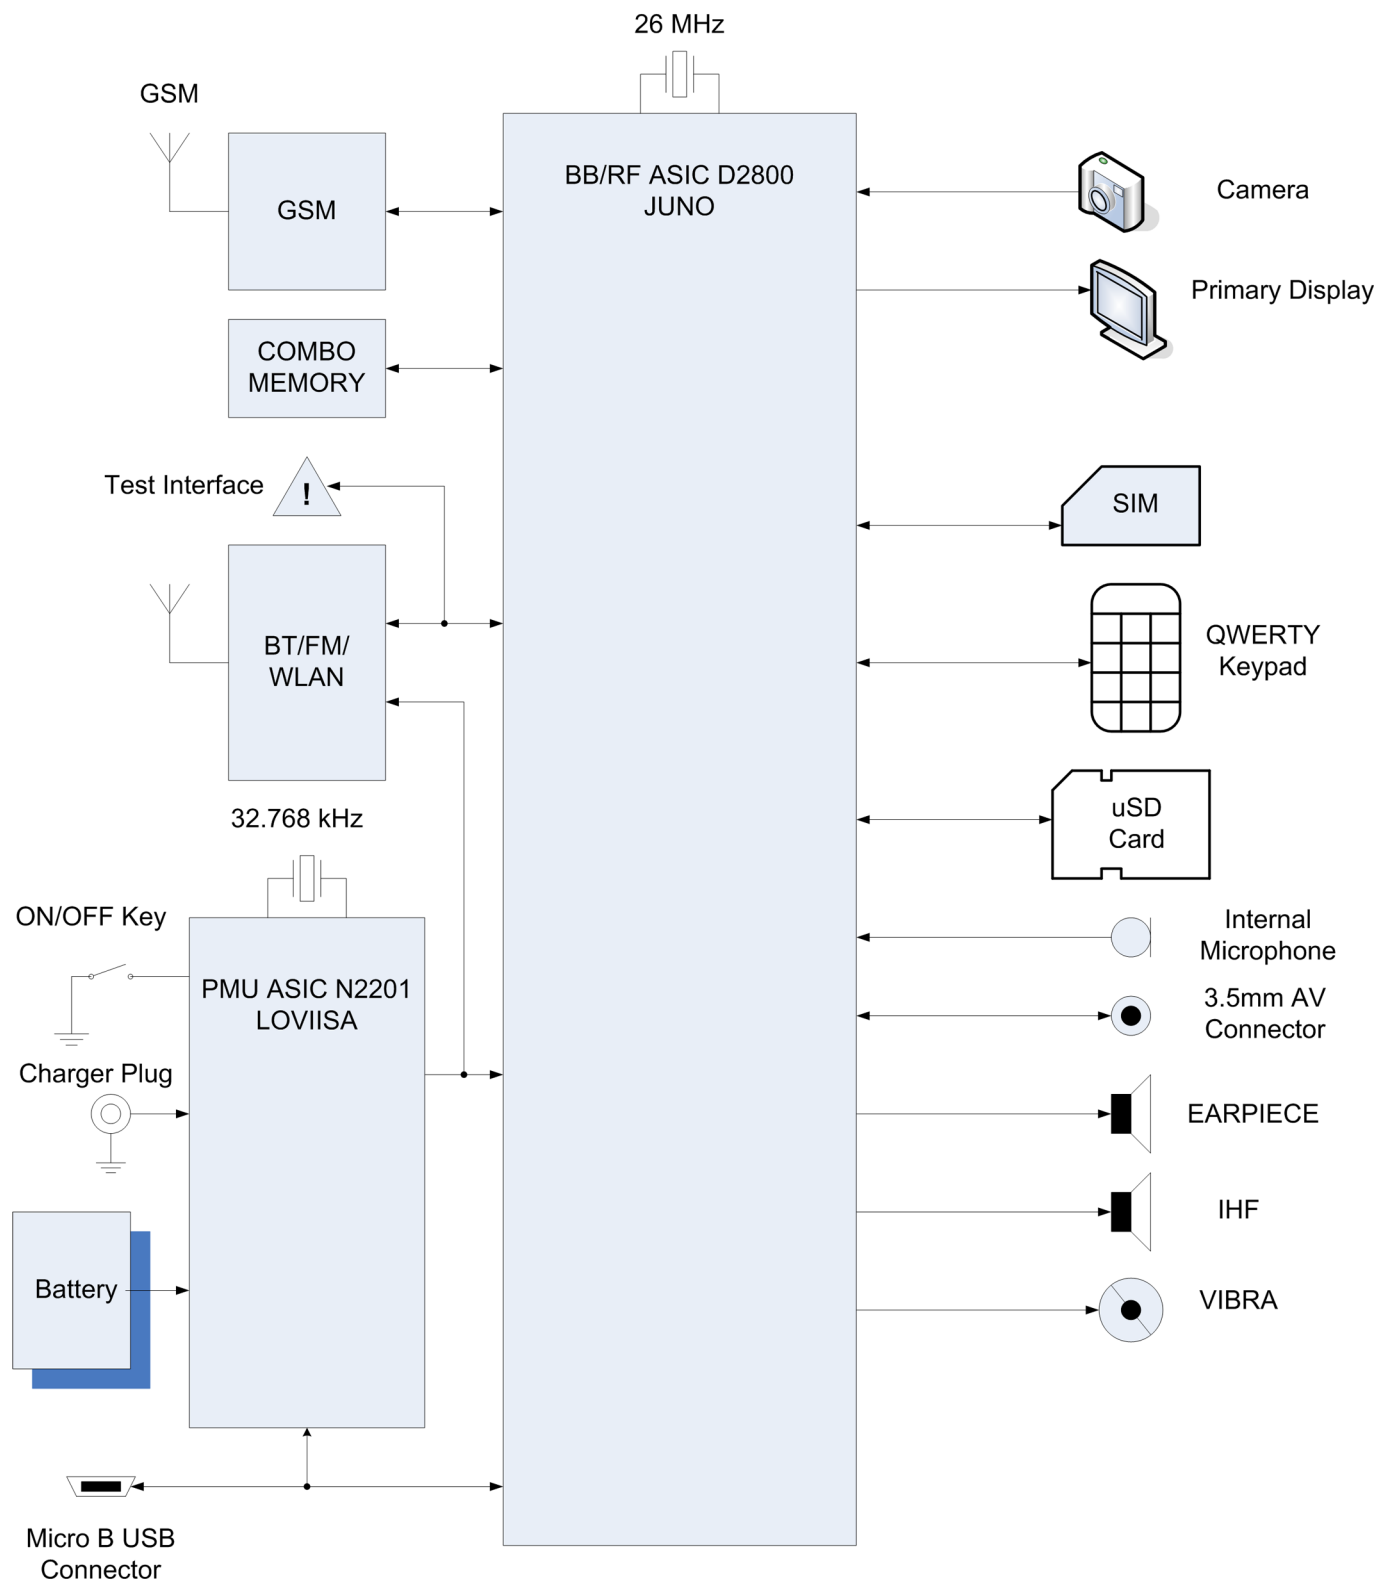 26 MHz
GSM
GSM
BB/RF ASIC D2800
JUNO
Camera
Primary Display
COMBO
MEMORY
Test Interface
!
SIM
BT/FM/
WLAN
QWERTY
Keypad
32.768 kHz
uSD
Card
ON/OFF Key
Internal
Microphone
PMU ASIC N2201
LOVIISA
3.5mm AV
Connector
Charger Plug
EARPIECE
IHF
Battery
VIBRA
Micro B USB
Connector